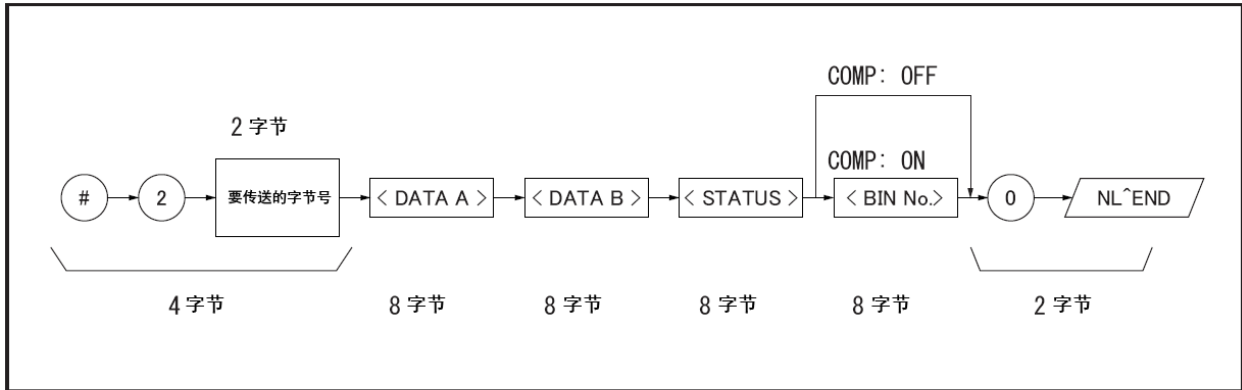 COMP: OFF
2 字节
COMP: ON
# 2 要传送的字节号 < DATA A > < DATA B > < STATUS > < BIN No.> 0 NL^END
4 字节 8 字节 8 字节 8 字节 8 字节 2 字节